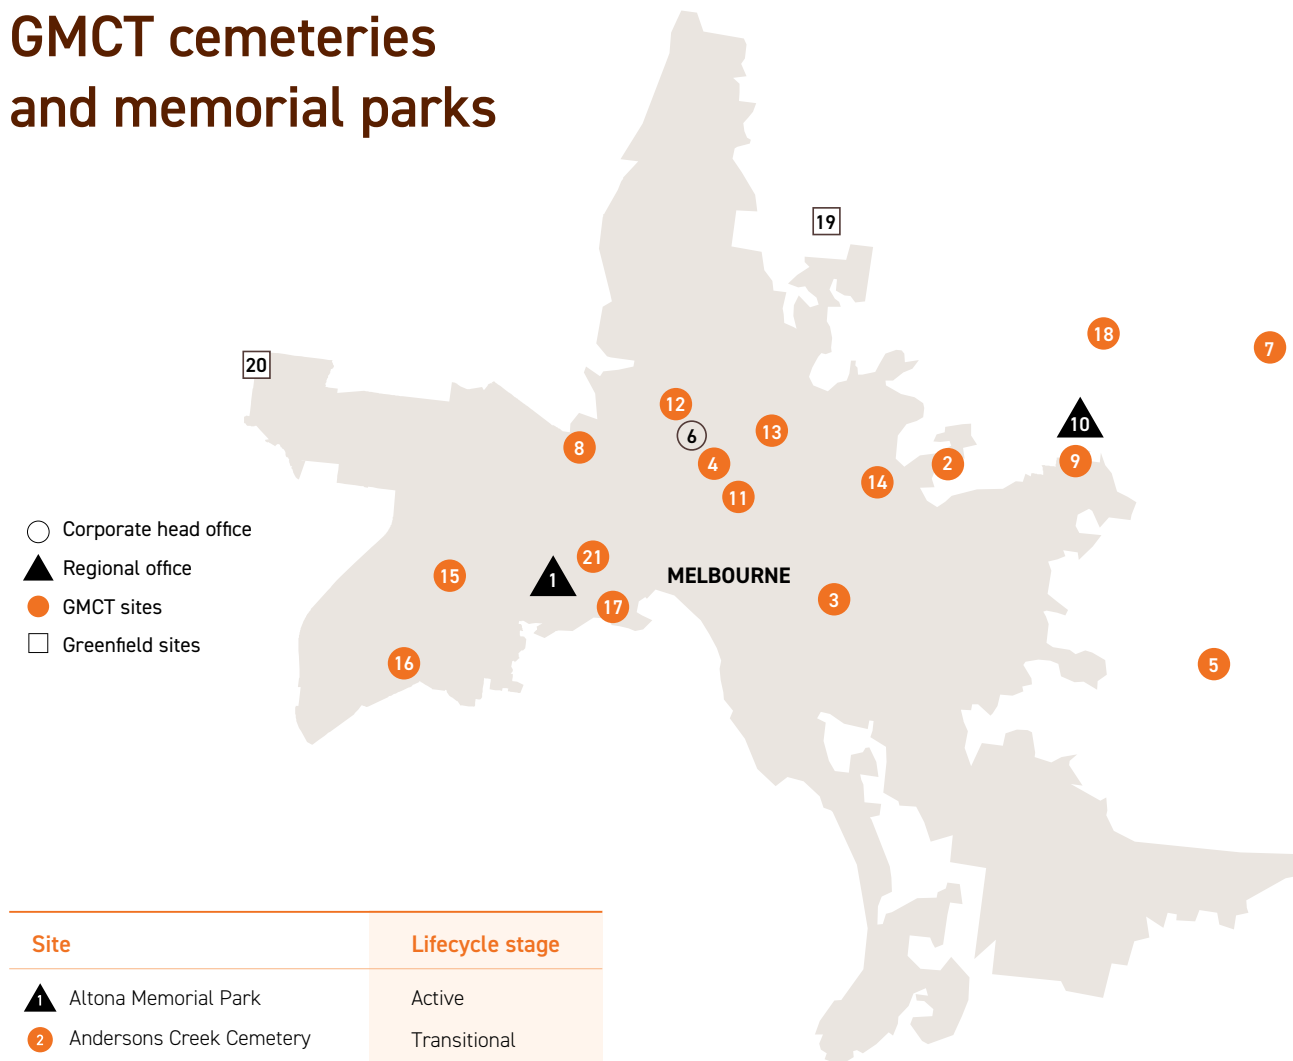 GMCT cemeteries
and memorial parks
19
20
18
7
12
6
13
10
8
4
2
9
14
11
Corporate head office
Regional office
GMCT sites
Greenfield sites
21
15
1
MELBOURNE
17
3
16
5
Site Lifecycle stage
1 Altona Memorial Park Active
2 Andersons Creek Cemetery Transitional